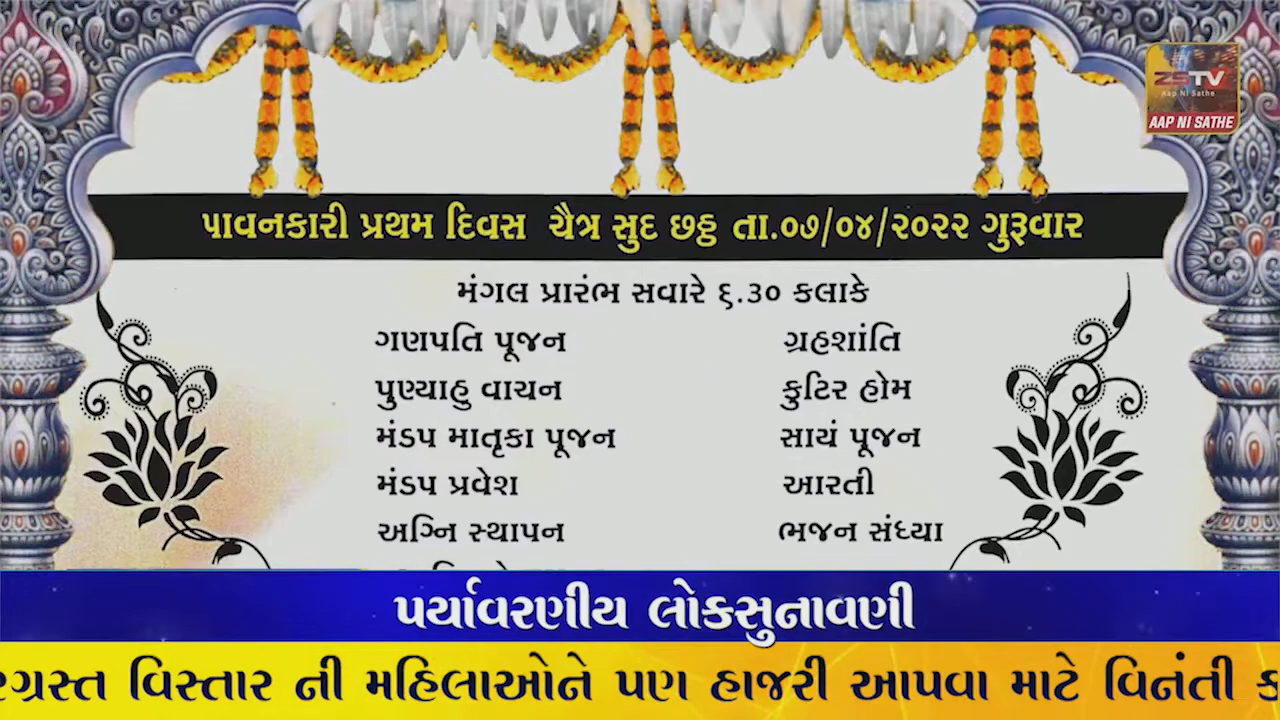 ZSTV
Aap Ni Sathe
AAP NI SATHE
પાવનકારી પ્રથમ દિવસ ચૈત્ર સુદ છઠ્ઠ તા.૦૭/૦૪/૨૦૨૨ ગુરૂવાર
મંગલ પ્રારંભ સવારે ૬.૩૦ કલાકે
ગણપતિ પૂજન
પુણ્યાહુ વાચન
મંડપ માતૃકા પૂજન
મંડપ પ્રવેશ
અગ્નિ સ્થાપન
ગ્રહશાંતિ
કુટિર હોમ
સાયં પૂજન
આરતી
ભજન સંધ્યા
પર્યાવરણીય લોકસુનાવણી
વિસ્તાર ની મહિલાઓને પણ હાજરી આપવા માટે વિનંતી